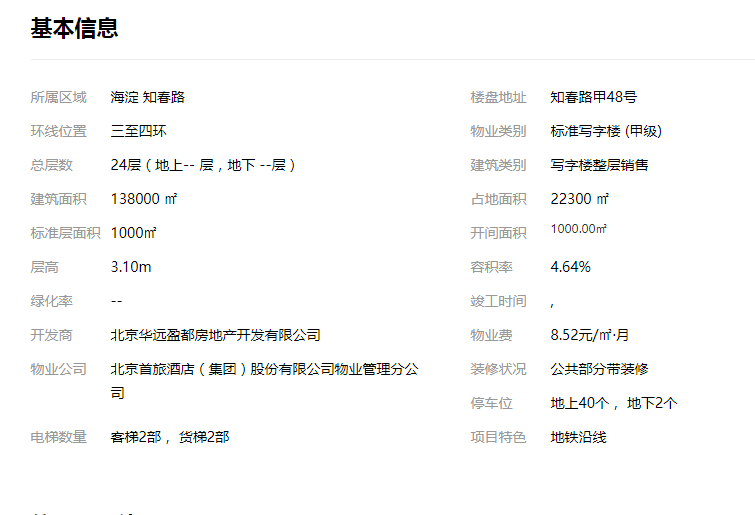 基本信息
所属区域 海淀 知春路 楼盘地址 知春路甲48号
环线位置 三至四环 物业类别 标准写字楼 (甲级)
总层数 24层（地上-- 层，地下 --层） 建筑类别 写字楼整层销售
建筑面积 138000 ㎡ 占地面积 22300 ㎡
标准层面积 1000㎡ 开间面积 1000.00㎡
层高 3.10m 容积率 4.64%
绿化率 -- 竣工时间 ,
开发商 北京华远盈都房地产开发有限公司 物业费 8.52元/㎡·月
物业公司 北京首旅酒店（集团）股份有限公司物业管理分公 装修状况 公共部分带装修
司
停车位 地上40个， 地下2个
电梯数量 客梯2部， 货梯2部 项目特色 地铁沿线